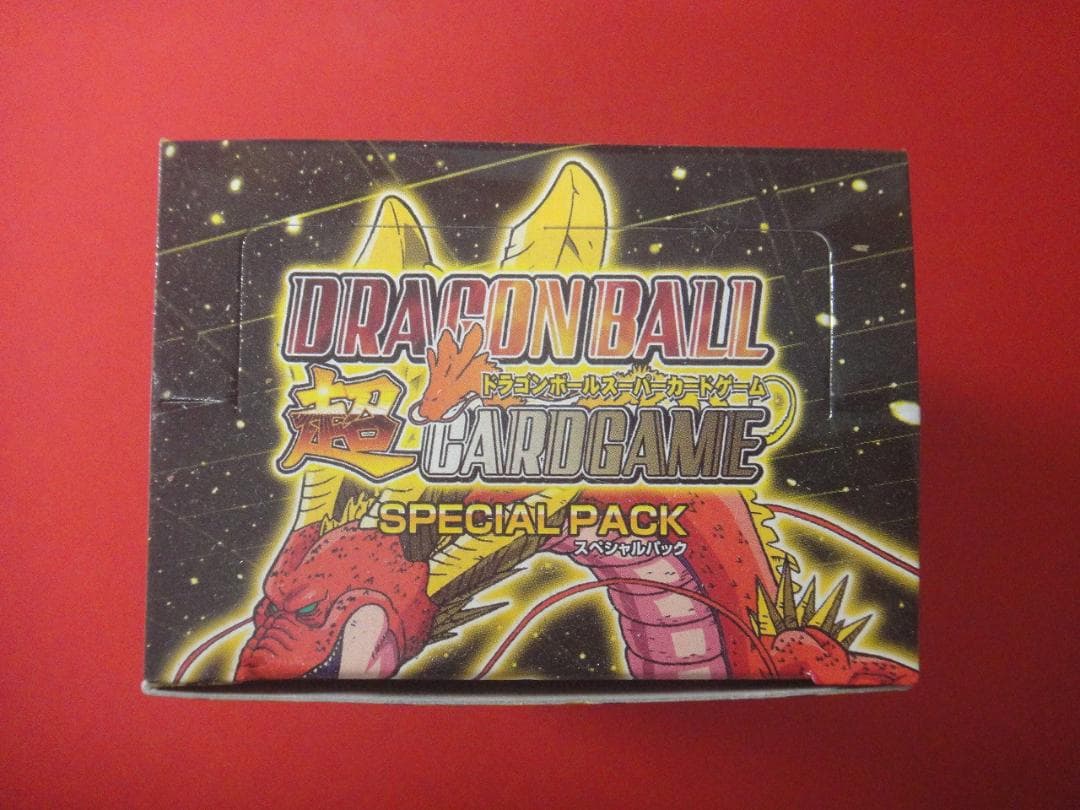 DRAGON BALL
ドラゴンボールスーパーカードゲーム
超 CARDGAME
SPECIAL PACK
スペシャルパック